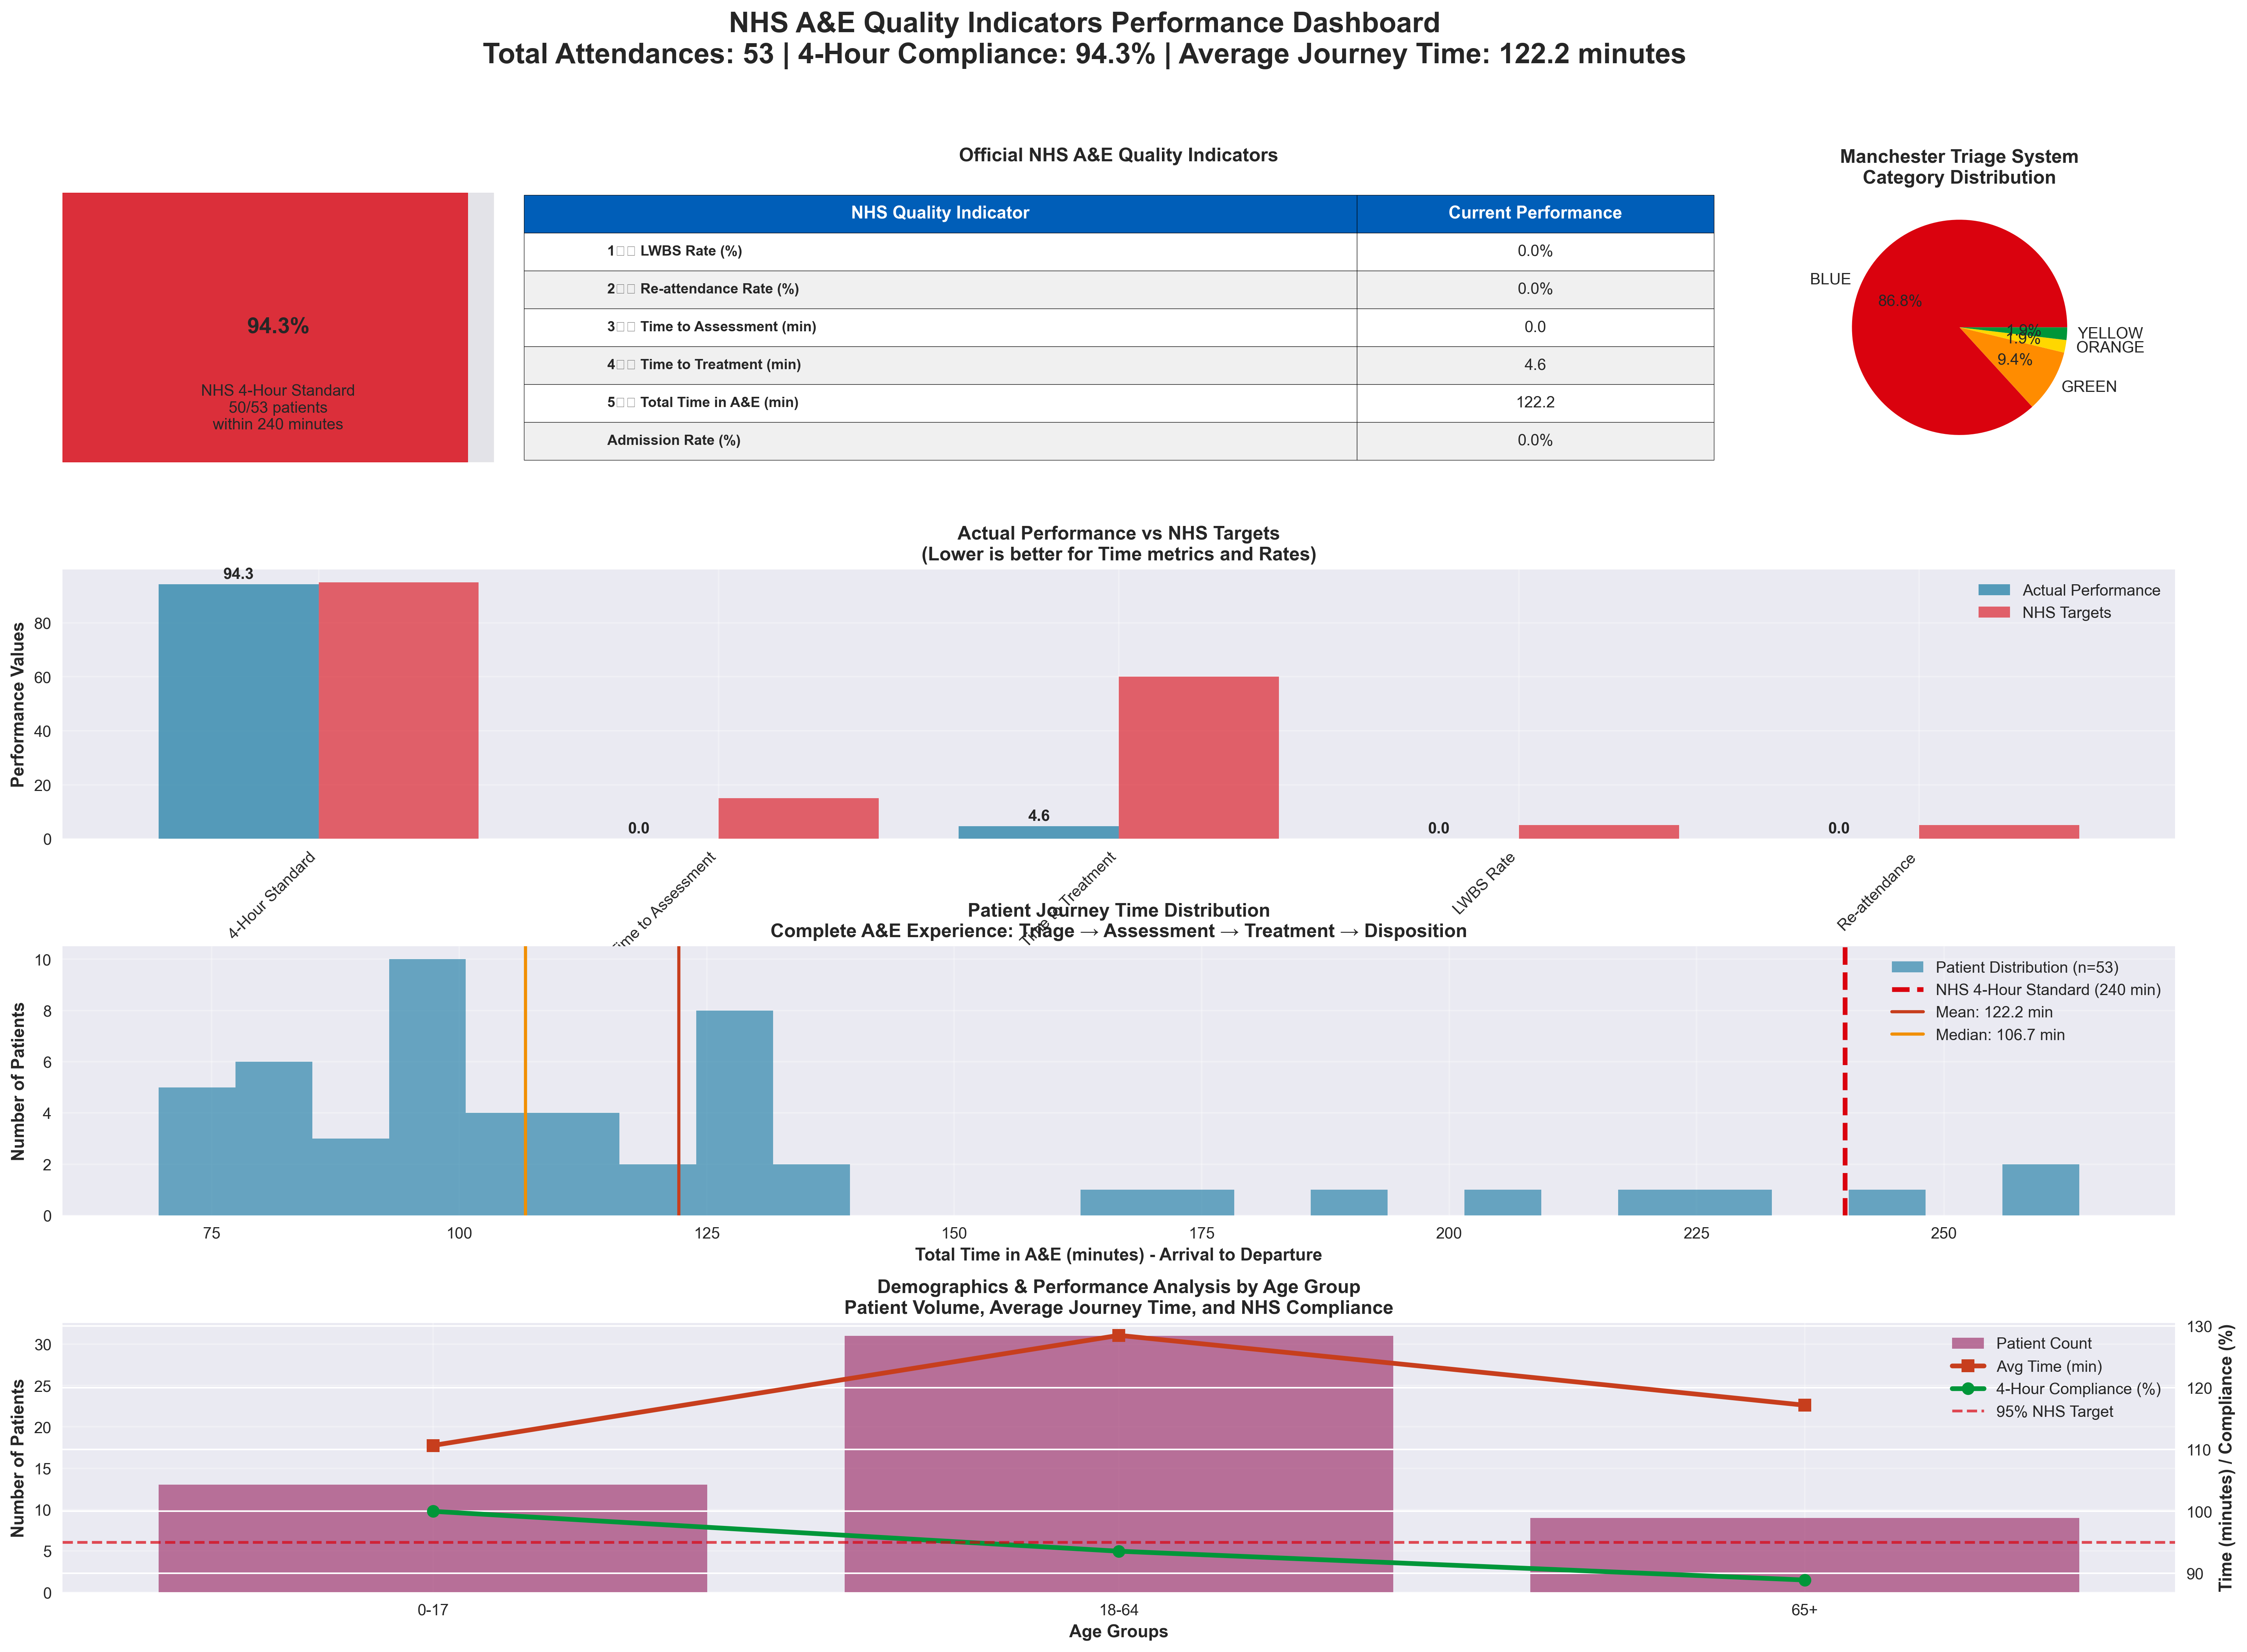 NHS A&E Quality Indicators Performance Dashboard
Total Attendances: 53 | 4-Hour Compliance: 94.3% | Average Journey Time: 122.2 minutes
94.3%
NHS 4-Hour Standard
50/53 patients
within 240 minutes
Official NHS A&E Quality Indicators
NHS Quality Indicator Current Performance
1□□ LWBS Rate (%) 0.0%
2□□ Re-attendance Rate (%) 0.0%
3□□ Time to Assessment (min) 0.0
4□□ Time to Treatment (min) 4.6
5□□ Total Time in A&E (min) 122.2
Admission Rate (%) 0.0%
Manchester Triage System
Category Distribution
BLUE
86.8%
1.9%
YELLOW
1.9%
ORANGE
9.4%
GREEN
Actual Performance vs NHS Targets
(Lower is better for Time metrics and Rates)
Performance Values
80
60
40
20
0
94.3
0.0
4.6
0.0
0.0
Actual Performance
NHS Targets
4-Hour Standard
Time to Assessment
Time to Treatment
LWBS Rate
Re-attendance
Patient Journey Time Distribution
Complete A&E Experience: Triage → Assessment → Treatment → Disposition
Number of Patients
10
8
6
4
2
0
Patient Distribution (n=53)
NHS 4-Hour Standard (240 min)
Mean: 122.2 min
Median: 106.7 min
75 100 125 150 175 200 225 250
Total Time in A&E (minutes) - Arrival to Departure
Demographics & Performance Analysis by Age Group
Patient Volume, Average Journey Time, and NHS Compliance
Number of Patients
30
25
20
15
10
5
0
Patient Count
Avg Time (min)
4-Hour Compliance (%)
95% NHS Target
130
120
110
100
90
Time (minutes) / Compliance (%)
0-17 18-64 65+
Age Groups